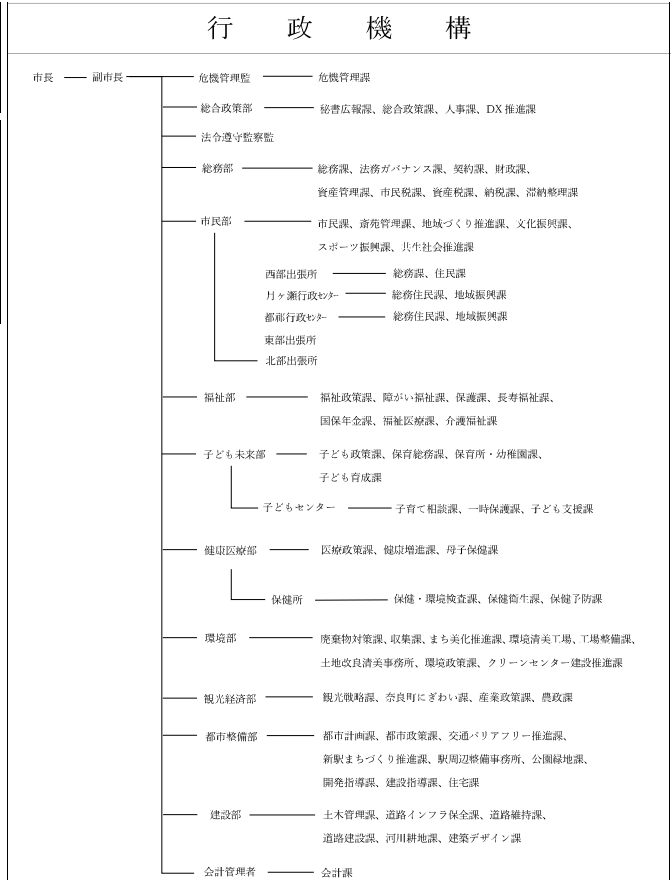 行政機構
市長 副市長 危機管理監 危機管理課
総合政策部 秘書広報課、総合政策課、人事課、DX 推進課
法令遵守監察監
総務部 総務課、法務ガバナンス課、契約課、財政課、
資産管理課、市民税課、資産税課、納税課、滞納整理課
市民部 市民課、斎苑管理課、地域づくり推進課、文化振興課、
スポーツ振興課、共生社会推進課
西部出張所 総務課、住民課
月ヶ瀬行政センター 総務住民課、地域振興課
都祁行政センター 総務住民課、地域振興課
東部出張所
北部出張所
福祉部 福祉政策課、障がい福祉課、保護課、長寿福祉課、
国保年金課、福祉医療課、介護福祉課
子ども未来部 子ども政策課、保育総務課、保育所・幼稚園課、
子ども育成課
子どもセンター 子育て相談課、一時保護課、子ども支援課
健康医療部 医療政策課、健康増進課、母子保健課
保健所 保健・環境検査課、保健衛生課、保健予防課
環境部 廃棄物対策課、収集課、まち美化推進課、環境清美工場、工場整備課、
土地改良清美事務所、環境政策課、クリーンセンター建設推進課
観光経済部 観光戦略課、奈良町にぎわい課、産業政策課、農政課
都市整備部 都市計画課、都市政策課、交通バリアフリー推進課、
新駅まちづくり推進課、駅周辺整備事務所、公園緑地課、
開発指導課、建設指導課、住宅課
建設部 土木管理課、道路インフラ保全課、道路維持課、
道路建設課、河川耕地課、建築デザイン課
会計管理者 会計課